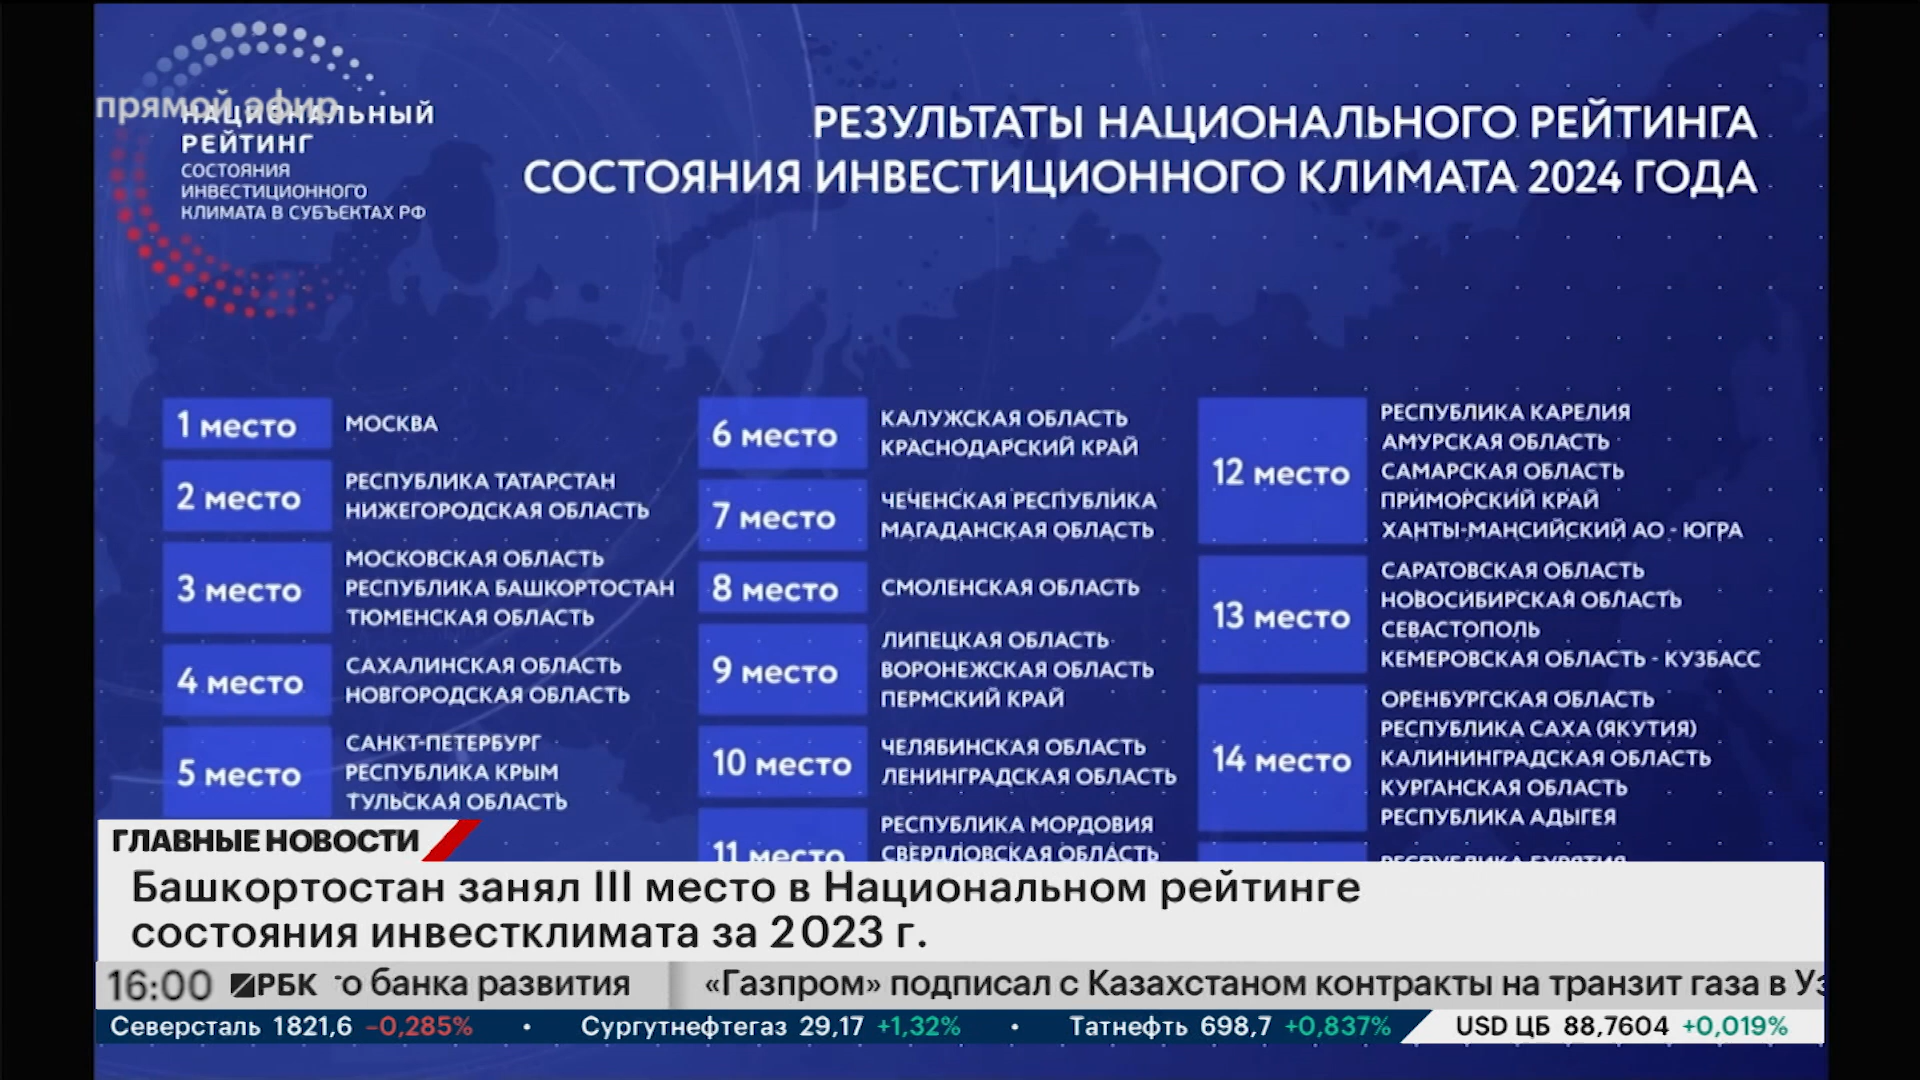 прямой эфир
НАЦИОНАЛЬНЫЙ
РЕЙТИНГ
СОСТОЯНИЯ
ИНВЕСТИЦИОННОГО
КЛИМАТА В СУБЪЕКТАХ РФ
РЕЗУЛЬТАТЫ НАЦИОНАЛЬНОГО РЕЙТИНГА
СОСТОЯНИЯ ИНВЕСТИЦИОННОГО КЛИМАТА 2024 ГОДА
1 место
МОСКВА
2 место
РЕСПУБЛИКА ТАТАРСТАН
НИЖЕГОРОДСКАЯ ОБЛАСТЬ
3 место
МОСКОВСКАЯ ОБЛАСТЬ
РЕСПУБЛИКА БАШКОРТОСТАН
ТЮМЕНСКАЯ ОБЛАСТЬ
4 место
САХАЛИНСКАЯ ОБЛАСТЬ
НОВГОРОДСКАЯ ОБЛАСТЬ
5 место
САНКТ-ПЕТЕРБУРГ
РЕСПУБЛИКА КРЫМ
ТУЛЬСКАЯ ОБЛАСТЬ
6 место
КАЛУЖСКАЯ ОБЛАСТЬ
КРАСНОДАРСКИЙ КРАЙ
7 место
ЧЕЧЕНСКАЯ РЕСПУБЛИКА
МАГАДАНСКАЯ ОБЛАСТЬ
8 место
СМОЛЕНСКАЯ ОБЛАСТЬ
9 место
ЛИПЕЦКАЯ ОБЛАСТЬ
ВОРОНЕЖСКАЯ ОБЛАСТЬ
ПЕРМСКИЙ КРАЙ
10 место
ЧЕЛЯБИНСКАЯ ОБЛАСТЬ
ЛЕНИНГРАДСКАЯ ОБЛАСТЬ
11 место
РЕСПУБЛИКА МОРДОВИЯ
СВЕРДЛОВСКАЯ ОБЛАСТЬ
12 место
РЕСПУБЛИКА КАРЕЛИЯ
АМУРСКАЯ ОБЛАСТЬ
САМАРСКАЯ ОБЛАСТЬ
ПРИМОРСКИЙ КРАЙ
ХАНТЫ-МАНСИЙСКИЙ АО - ЮГРА
13 место
САРАТОВСКАЯ ОБЛАСТЬ
НОВОСИБИРСКАЯ ОБЛАСТЬ
СЕВАСТОПОЛЬ
КЕМЕРОВСКАЯ ОБЛАСТЬ - КУЗБАСС
14 место
ОРЕНБУРГСКАЯ ОБЛАСТЬ
РЕСПУБЛИКА САХА (ЯКУТИЯ)
КАЛИНИНГРАДСКАЯ ОБЛАСТЬ
КУРГАНСКАЯ ОБЛАСТЬ
РЕСПУБЛИКА АДЫГЕЯ
РЕСПУБЛИКА БУРЯТИЯ
ГЛАВНЫЕ НОВОСТИ
Башкортостан занял III место в Национальном рейтинге
состояния инвестклимата за 2023 г.
16:00 РБК го банка развития «Газпром» подписал с Казахстаном контракты на транзит газа в Уз
Северсталь 1821,6 -0,285% • Сургутнефтегаз 29,17 +1,32% • Татнефть 698,7 +0,837% USD ЦБ 88,7604 +0,019%